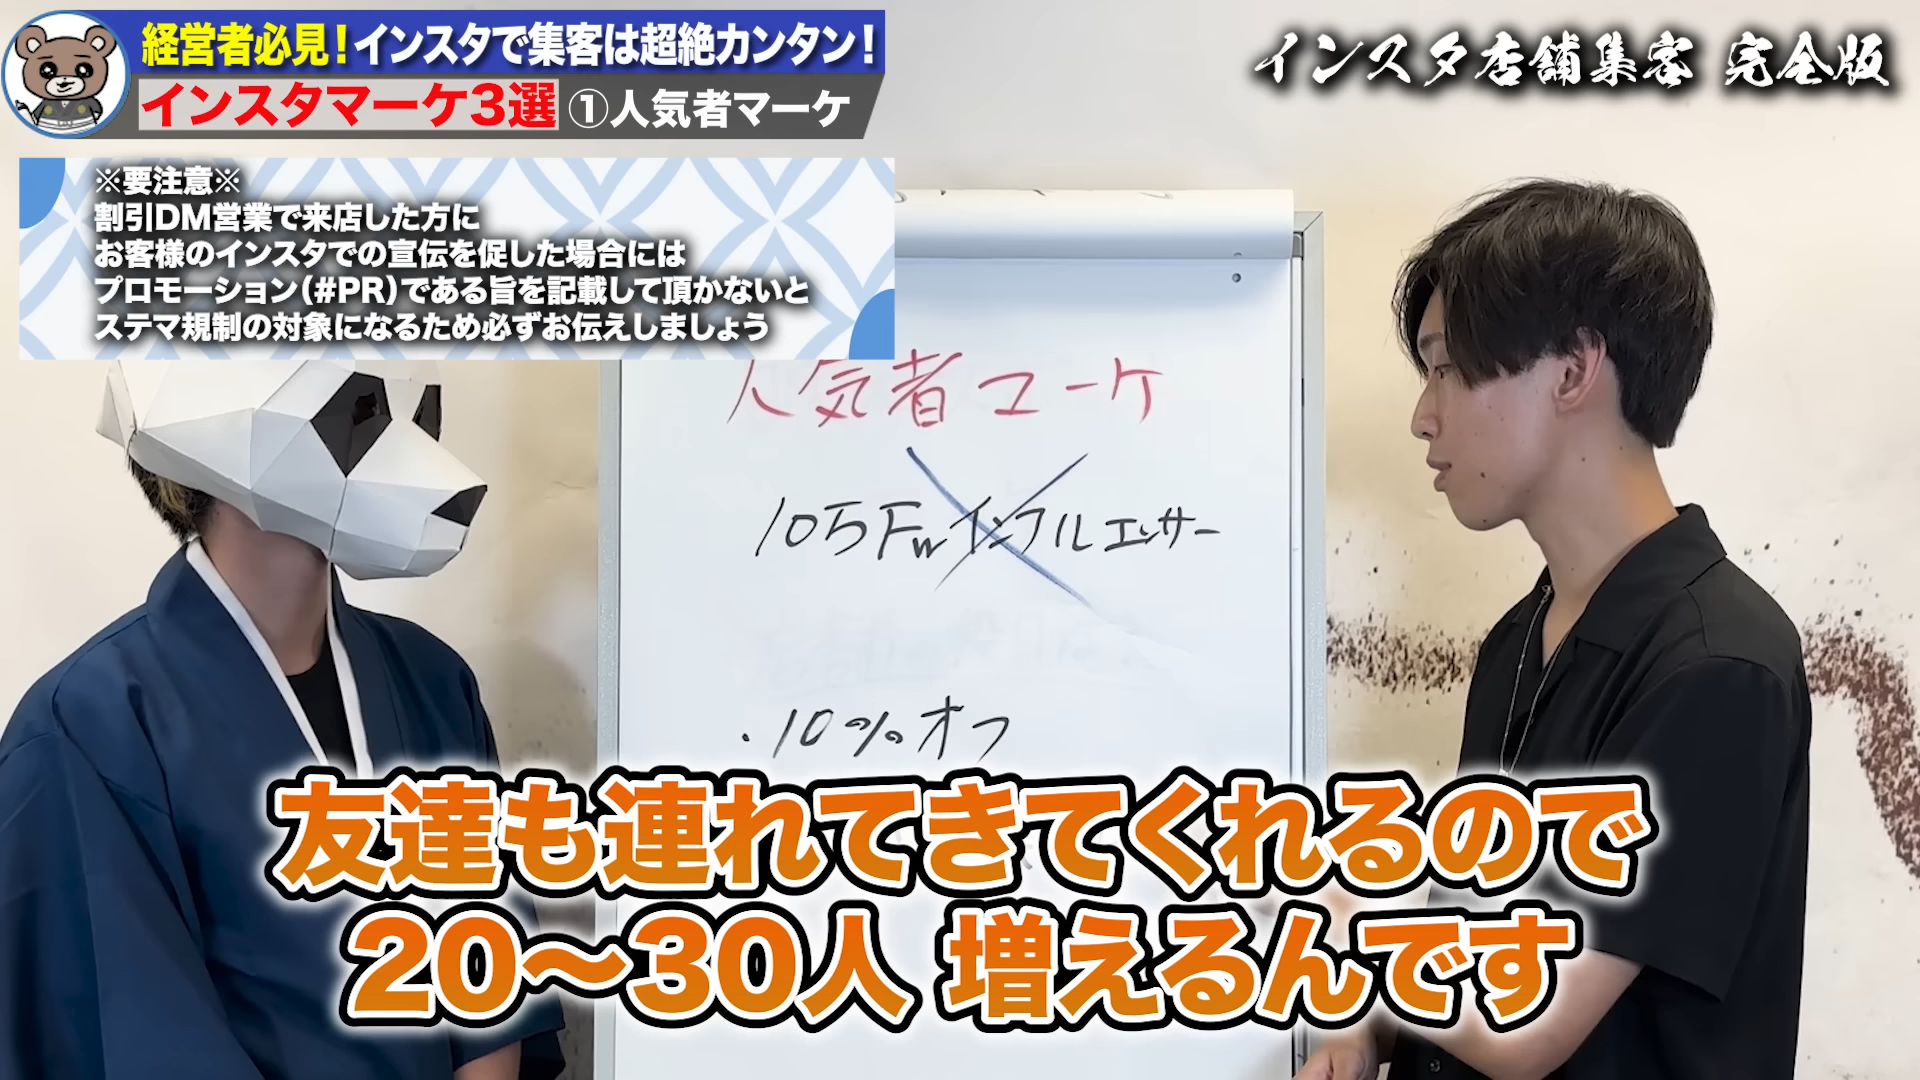 経営者必見！インスタで集客は超絶カンタン！
インスタマーケ3選 ①人気者マーケ
インスタ店舗集客 完全版
※要注意※
割引DM営業で来店した方に
お客様のインスタでの宣伝を促した場合には
プロモーション（#PR）である旨を記載して頂かないと
ステマ規制の対象になるため必ずお伝えしましょう
人気者マーケ
10万Fwインフルエンサー
・10%オフ
友達も連れてきてくれるので
20〜30人 増えるんです